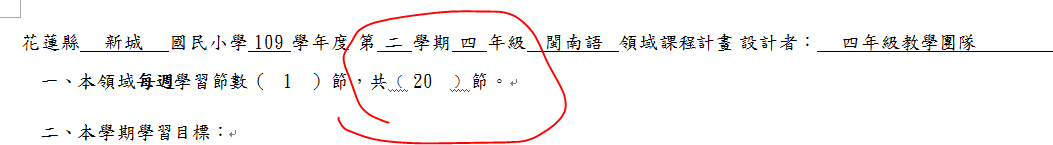 花蓮縣 新城 國民小學 109 學年度 第 二 學期 四 年級 閩南語 領域課程計畫 設計者： 四年級教學團隊
一、本領域每週學習節數（ 1 ）節，共（ 20 ）節。
二、本學期學習目標：